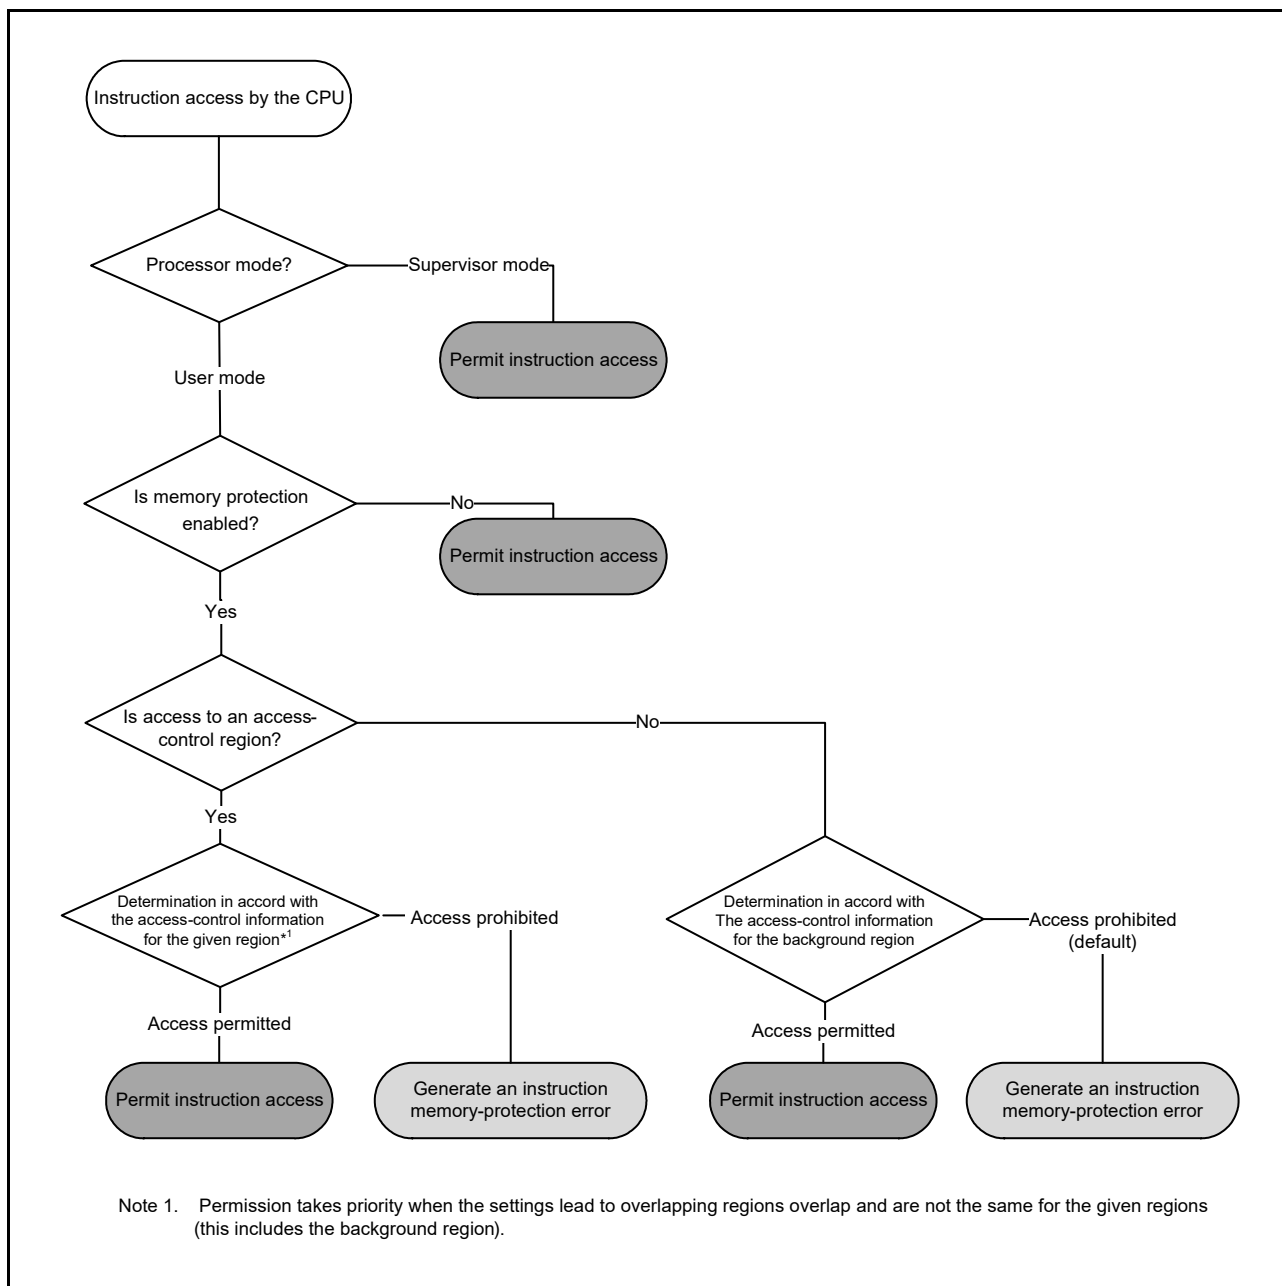 Instruction access by the CPU
Processor mode?
Supervisor mode
Permit instruction access
User mode
Is memory protection
enabled?
No
Permit instruction access
Yes
Is access to an access-
control region?
No
Yes
Determination in accord with
the access-control information
for the given region*1
Access prohibited
Determination in accord with
The access-control information
for the background region
Access prohibited
(default)
Access permitted
Access permitted
Permit instruction access
Generate an instruction
memory-protection error
Permit instruction access
Generate an instruction
memory-protection error
Note 1. Permission takes priority when the settings lead to overlapping regions overlap and are not the same for the given regions
(this includes the background region).